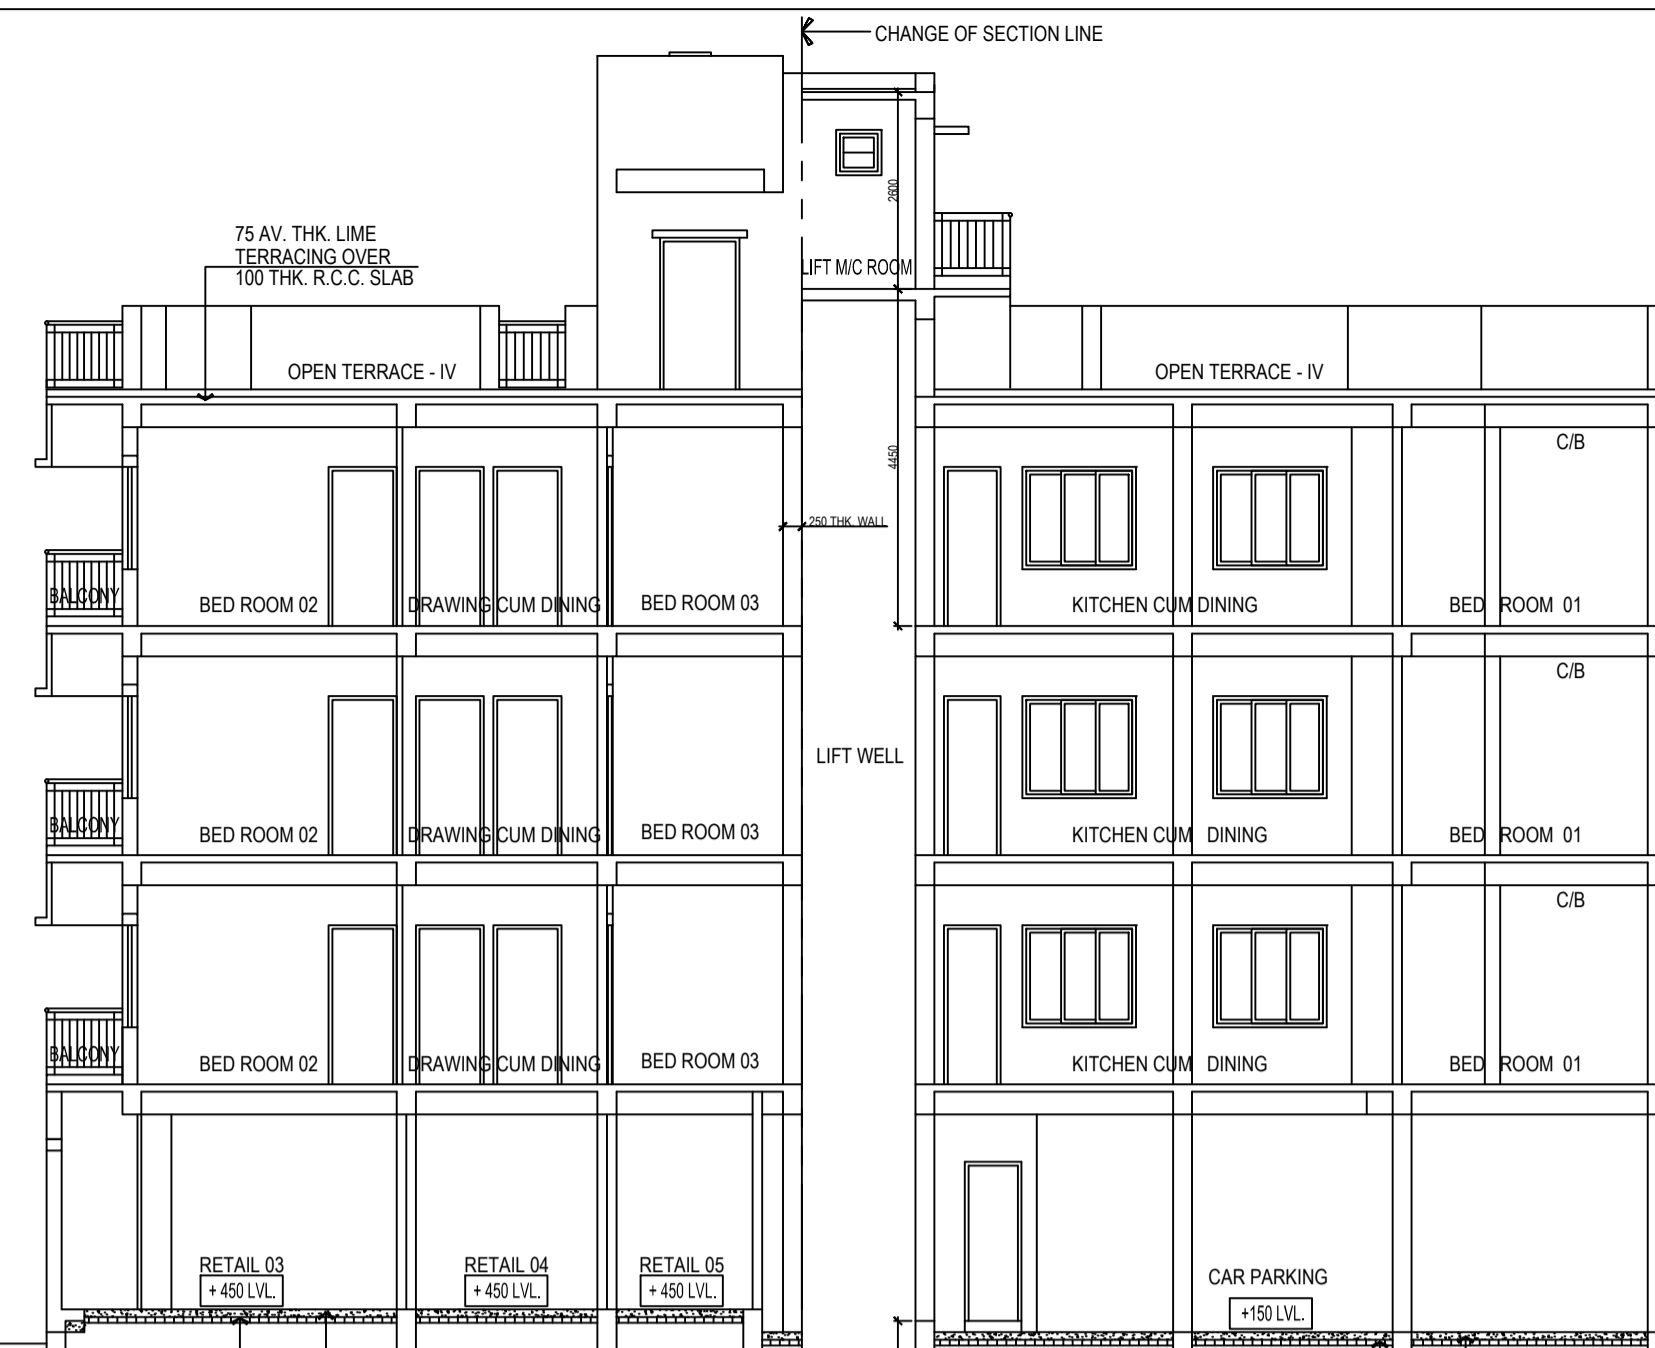 CHANGE OF SECTION LINE
2600
75 AV. THK. LIME
TERRACING OVER
100 THK. R.C.C. SLAB
LIFT M/C ROOM
OPEN TERRACE - IV
OPEN TERRACE - IV
C/B
4450
250 THK. WALL
BALCONY
BED ROOM 02
DRAWING CUM DINING
BED ROOM 03
KITCHEN CUM DINING
BED ROOM 01
C/B
LIFT WELL
BALCONY
BED ROOM 02
DRAWING CUM DINING
BED ROOM 03
KITCHEN CUM DINING
BED ROOM 01
C/B
BALCONY
BED ROOM 02
DRAWING CUM DINING
BED ROOM 03
KITCHEN CUM DINING
BED ROOM 01
RETAIL 03
+ 450 LVL.
RETAIL 04
+ 450 LVL.
RETAIL 05
+ 450 LVL.
CAR PARKING
+150 LVL.